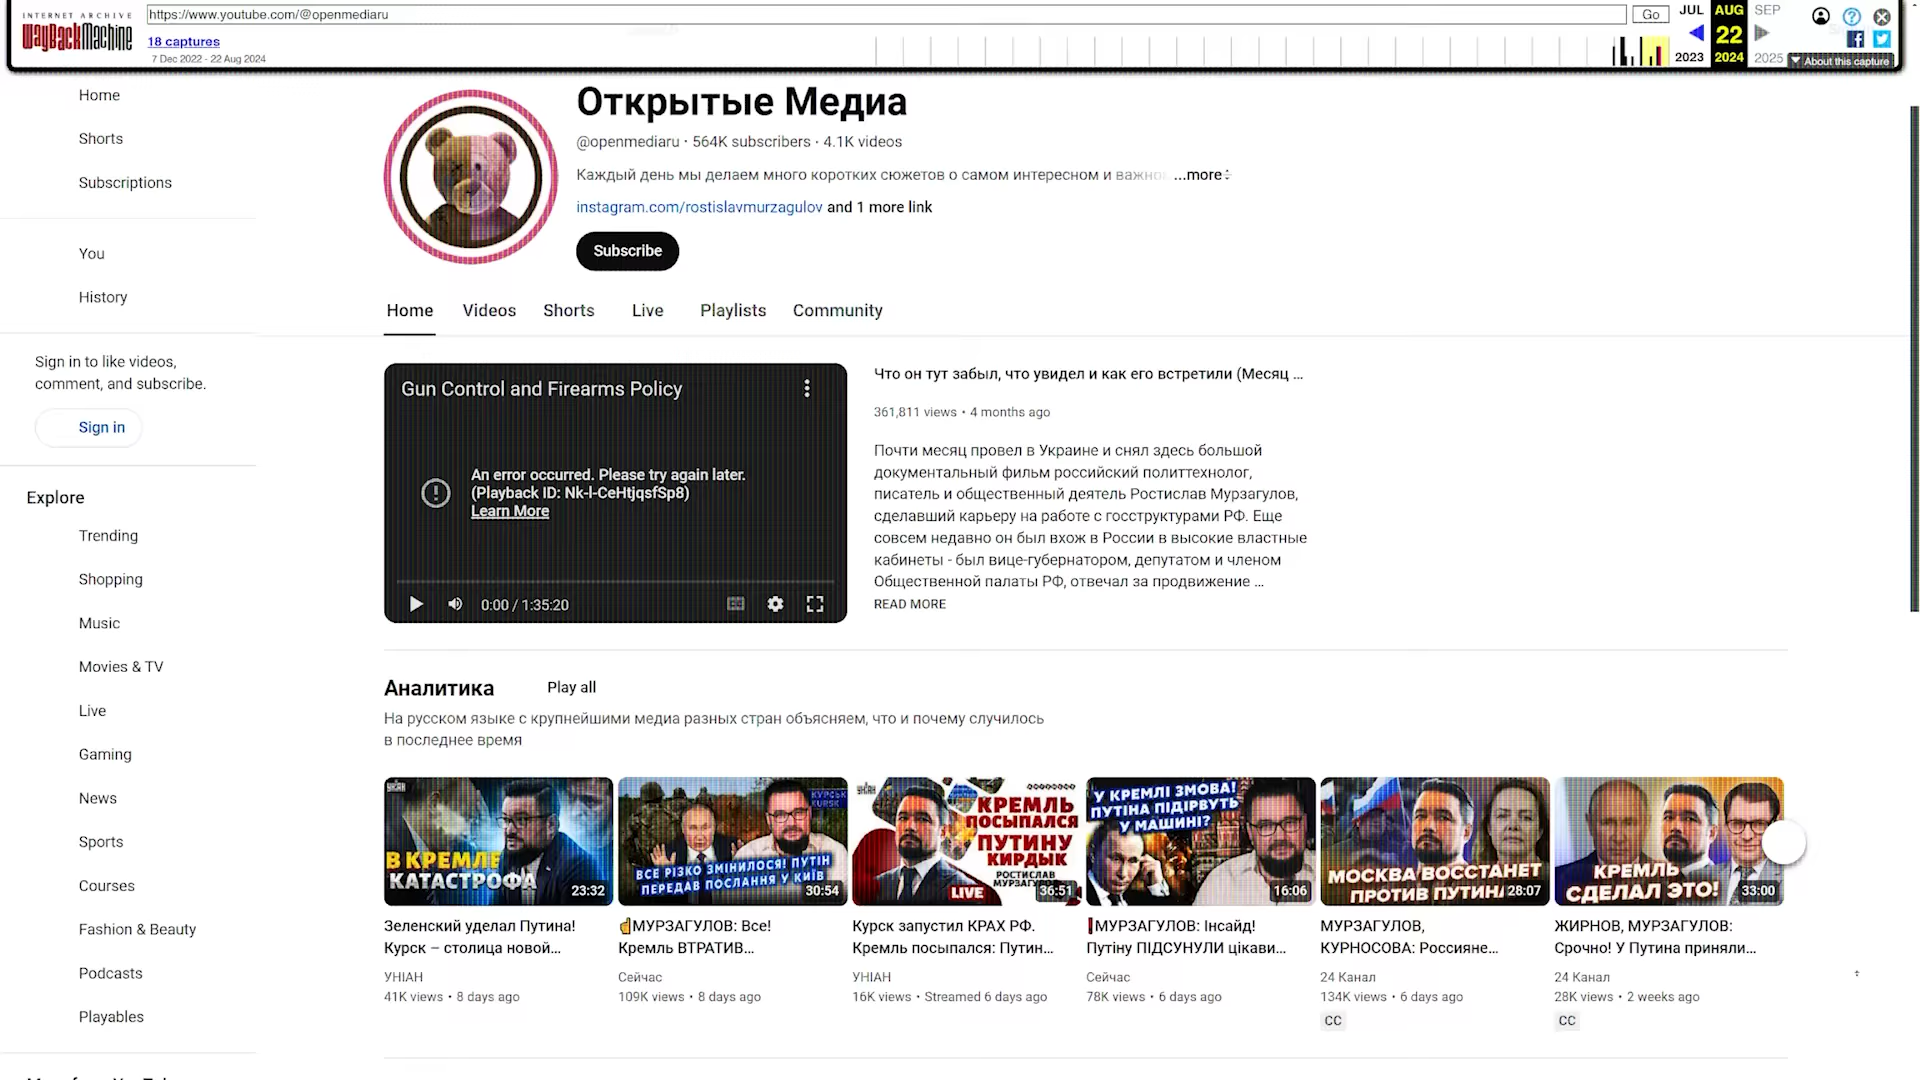 INTERNET ARCHIVE
WayBackMachine
https://www.youtube.com/@openmediaru
Go
JUL
AUG
SEP
18 captures
22
7 Dec 2022 - 22 Aug 2024
2023
2024
2025
About this capture
Home
Shorts
Subscriptions
You
History
Sign in to like videos,
comment, and subscribe.
Sign in
Explore
Trending
Shopping
Music
Movies & TV
Live
Gaming
News
Sports
Courses
Fashion & Beauty
Podcasts
Playables
Открытые Медиа
@openmediaru · 564K subscribers · 4.1K videos
Каждый день мы делаем много коротких сюжетов о самом интересном и важно ...more
instagram.com/rostislavmurzagulov and 1 more link
Subscribe
Home
Videos
Shorts
Live
Playlists
Community
Gun Control and Firearms Policy
An error occurred. Please try again later.
(Playback ID: Nk-l-CeHtjqsfSp8)
Learn More
0:00 / 1:35:20
Что он тут забыл, что увидел и как его встретили (Месяц ...
361,811 views • 4 months ago
Почти месяц провел в Украине и снял здесь большой
документальный фильм российский политтехнолог,
писатель и общественный деятель Ростислав Мурзагулов,
сделавший карьеру на работе с госструктурами РФ. Еще
совсем недавно он был вхож в России в высокие властные
кабинеты - был вице-губернатором, депутатом и членом
Общественной палаты РФ, отвечал за продвижение ...
READ MORE
Аналитика
Play all
На русском языке с крупнейшими медиа разных стран объясняем, что и почему случилось
в последнее время
УНІАН
В КРЕМЛЕ
КАТАСТРОФА
23:32
Зеленский уделал Путина!
Курск – столица новой...
УНІАН
41K views • 8 days ago
КУРСЬК
KURSK
ВСЕ РІЗКО ЗМІНИЛОСЯ! ПУТІН
ПЕРЕДАВ ПОСЛАННЯ У КИЇВ
30:54
☝МУРЗАГУЛОВ: Все!
Кремль ВТРАТИВ...
Сейчас
109K views • 8 days ago
УНІАН
КРЕМЛЬ
ПОСЫПАЛСЯ
ПУТИНУ
КИРДЫК
РОСТИСЛАВ
МУРЗАГУЛОВ
LIVE
36:51
Курск запустил КРАХ РФ.
Кремль посыпался: Путин...
УНІАН
16K views • Streamed 6 days ago
У КРЕМЛІ ЗМОВА!
ПУТІНА ПІДІРВУТЬ
У МАШИНІ?
16:06
❗МУРЗАГУЛОВ: Інсайд!
Путіну ПІДСУНУЛИ цікави...
Сейчас
78K views • 6 days ago
МОСКВА ВОССТАНЕТ
ПРОТИВ ПУТИНА
28:07
МУРЗАГУЛОВ,
КУРНОСОВА: Россияне...
24 Канал
134K views • 6 days ago
CC
КРЕМЛЬ
СДЕЛАЛ ЭТО!
33:00
ЖИРНОВ, МУРЗАГУЛОВ:
Срочно! У Путина приняли...
24 Канал
28K views • 2 weeks ago
CC